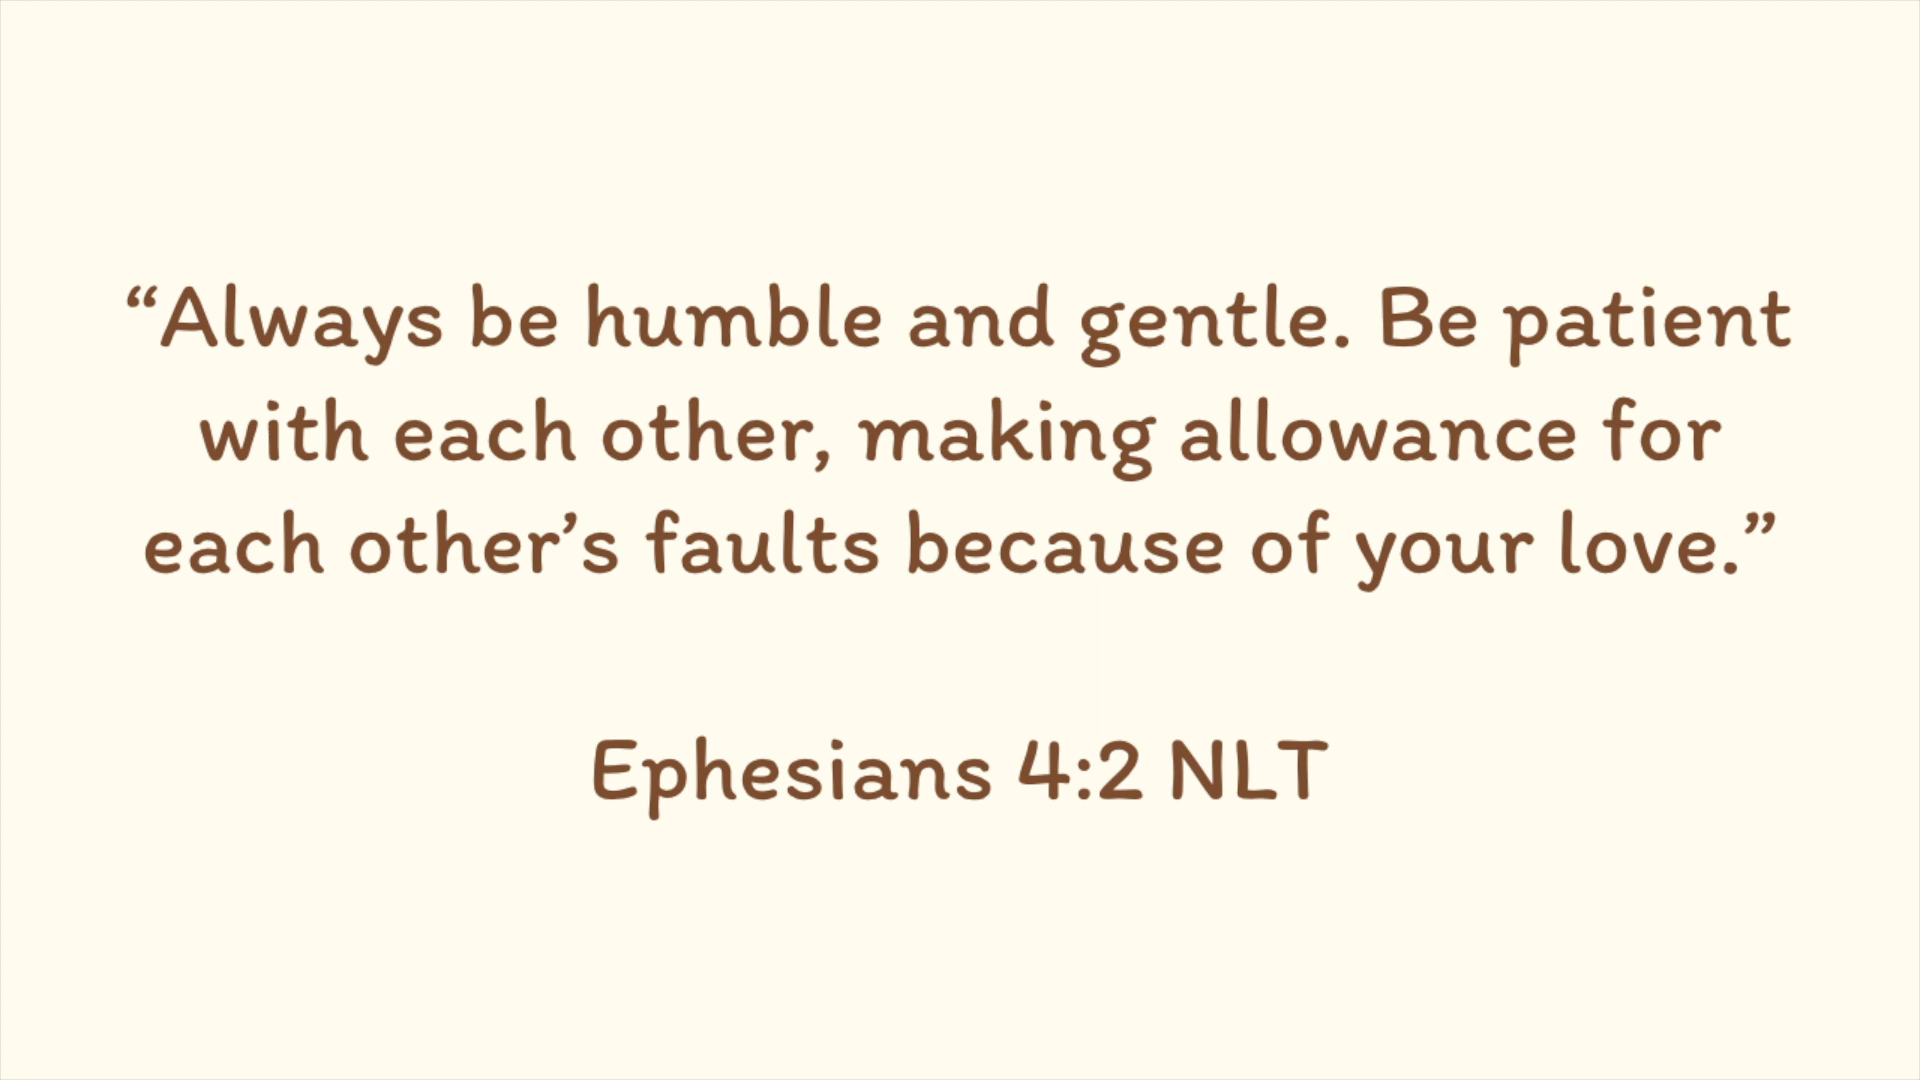 “Always be humble and gentle. Be patient
with each other, making allowance for
each other’s faults because of your love.”
Ephesians 4:2 NLT